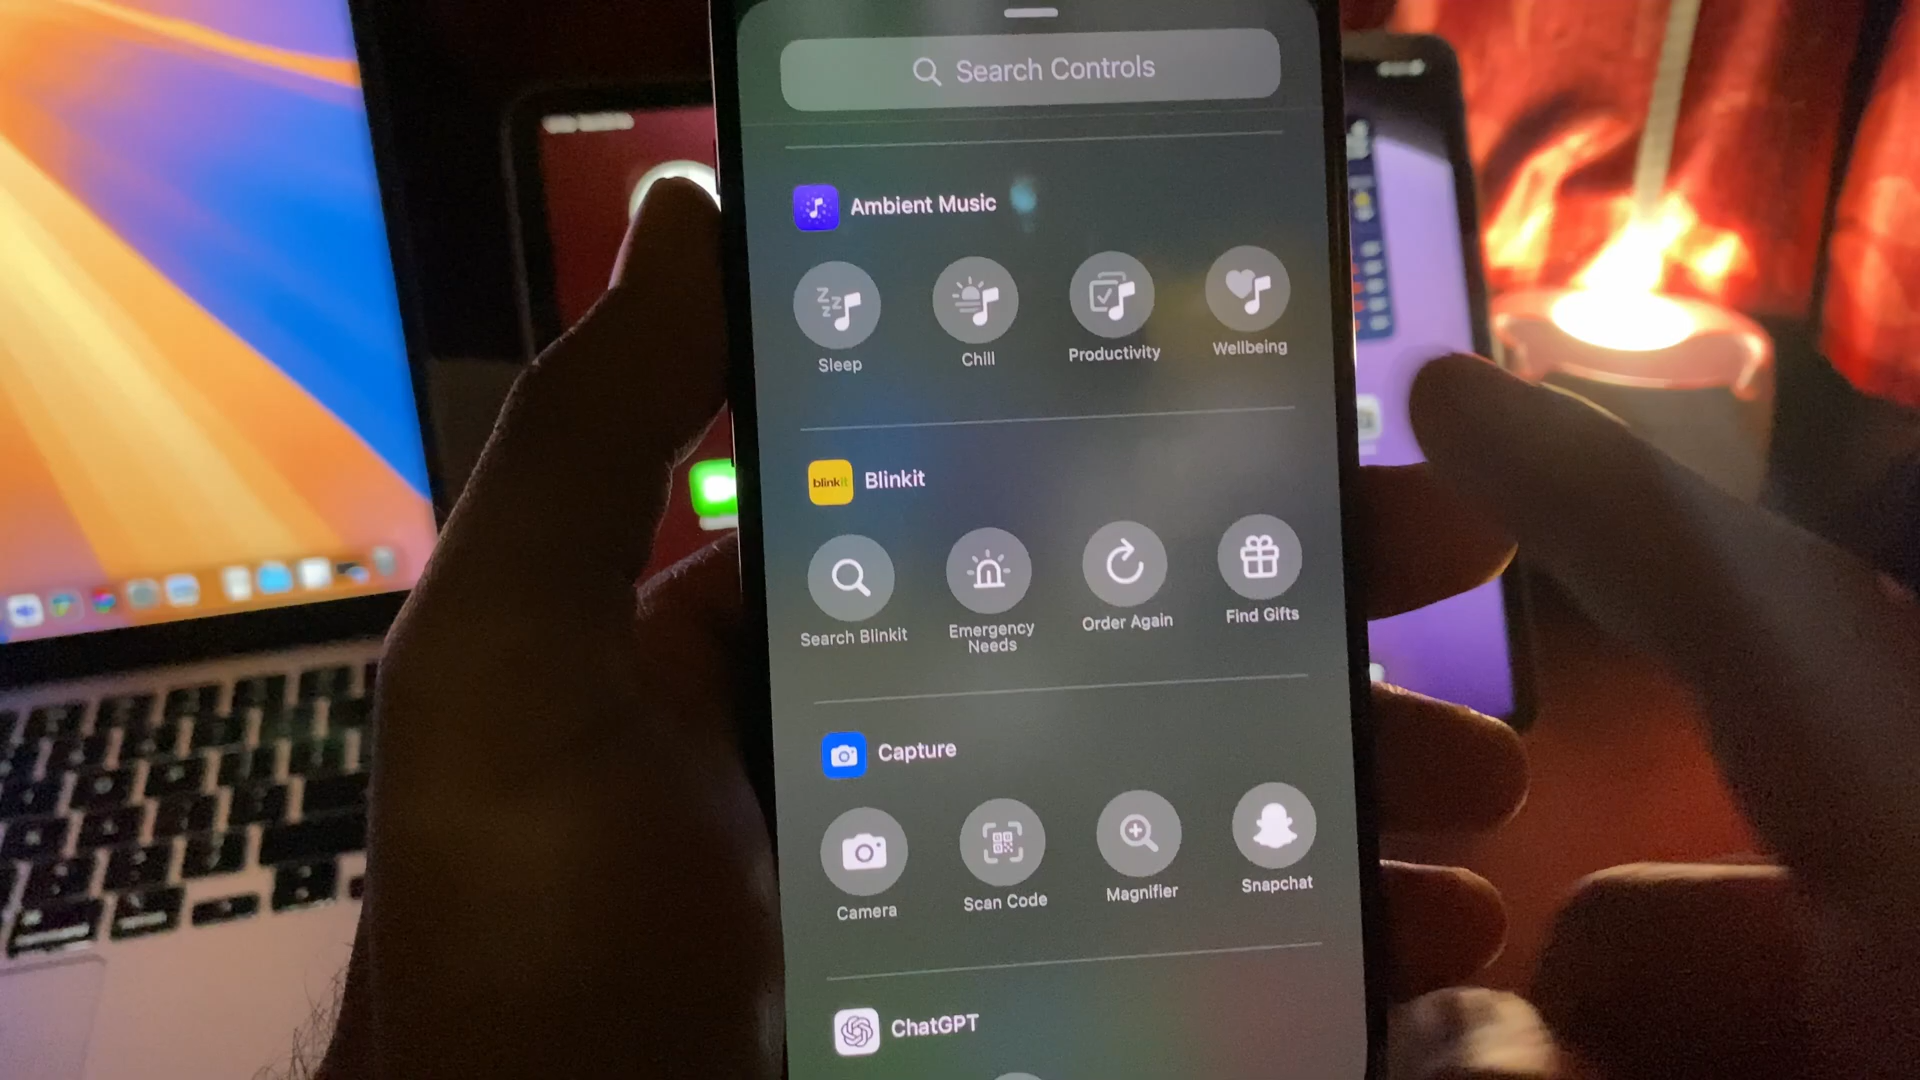 Search Controls
Ambient Music
Sleep
Chill
Productivity
Wellbeing
blinkit
Blinkit
Search Blinkit
Emergency
Needs
Order Again
Find Gifts
Capture
Camera
Scan Code
Magnifier
Snapchat
ChatGPT